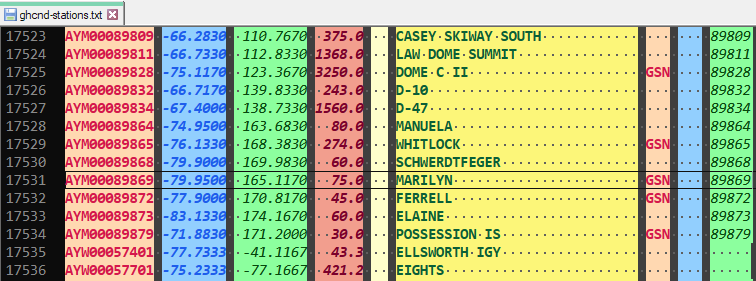 ghcnd-stations.txt
17523 AYM00089809 -66.2830 110.7670 375.0 CASEY SKIWAY SOUTH 89809
17524 AYM00089811 -66.7330 112.8330 1368.0 LAW DOME SUMMIT 89811
17525 AYM00089828 -75.1170 123.3670 3250.0 DOME C II GSN 89828
17526 AYM00089832 -66.7170 139.8330 243.0 D-10 89832
17527 AYM00089834 -67.4000 138.7330 1560.0 D-47 89834
17528 AYM00089864 -74.9500 163.6830 80.0 MANUELA 89864
17529 AYM00089865 -76.1330 168.3830 274.0 WHITLOCK GSN 89865
17530 AYM00089868 -79.9000 169.9830 60.0 SCHWERDTFEGER 89868
17531 AYM00089869 -79.9500 165.1170 75.0 MARILYN GSN 89869
17532 AYM00089872 -77.9000 170.8170 45.0 FERRELL GSN 89872
17533 AYM00089873 -83.1330 174.1670 60.0 ELAINE 89873
17534 AYM00089879 -71.8830 171.2000 30.0 POSSESSION IS GSN 89879
17535 AYW00057401 -77.7333 -41.1167 43.3 ELLSWORTH IGY
17536 AYW00057701 -75.2333 -77.1667 421.2 EIGHTS